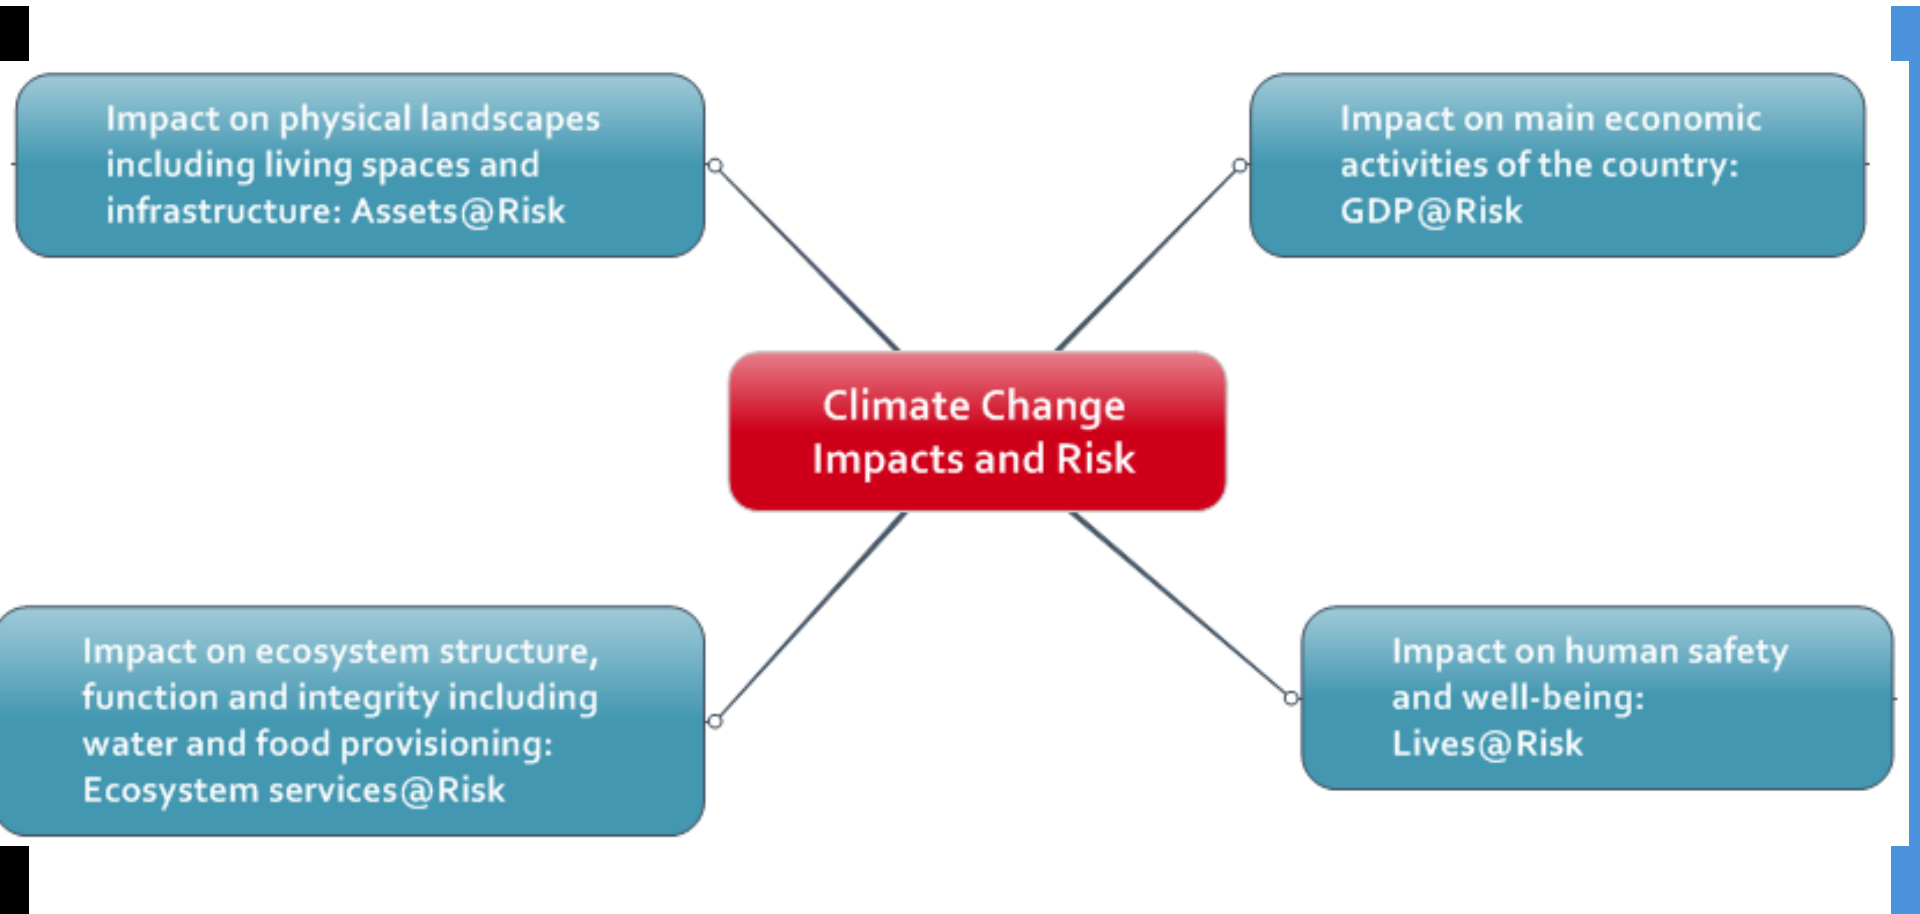 Impact on physical landscapes
including living spaces and
infrastructure: Assets@Risk
Impact on main economic
activities of the country:
GDP@Risk
Climate Change
Impacts and Risk
Impact on ecosystem structure,
function and integrity including
water and food provisioning:
Ecosystem services@Risk
Impact on human safety
and well-being:
Lives@Risk